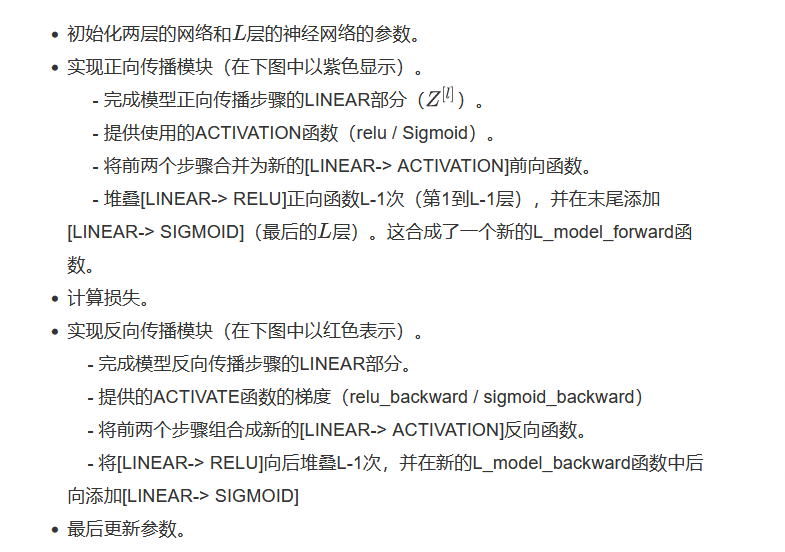 • 初始化两层的网络和L层的神经网络的参数。
• 实现正向传播模块（在下图中以紫色显示）。
- 完成模型正向传播步骤的LINEAR部分（Z^[l]）。
- 提供使用的ACTIVATION函数（relu / Sigmoid）。
- 将前两个步骤合并为新的[LINEAR-> ACTIVATION]前向函数。
- 堆叠[LINEAR-> RELU]正向函数L-1次（第1到L-1层），并在末尾添加
[LINEAR-> SIGMOID]（最后的L层）。这合成了一个新的L_model_forward函
数。
• 计算损失。
• 实现反向传播模块（在下图中以红色表示）。
- 完成模型反向传播步骤的LINEAR部分。
- 提供的ACTIVATE函数的梯度（relu_backward / sigmoid_backward）
- 将前两个步骤组合成新的[LINEAR-> ACTIVATION]反向函数。
- 将[LINEAR-> RELU]向后堆叠L-1次，并在新的L_model_backward函数中后
向添加[LINEAR-> SIGMOID]
• 最后更新参数。